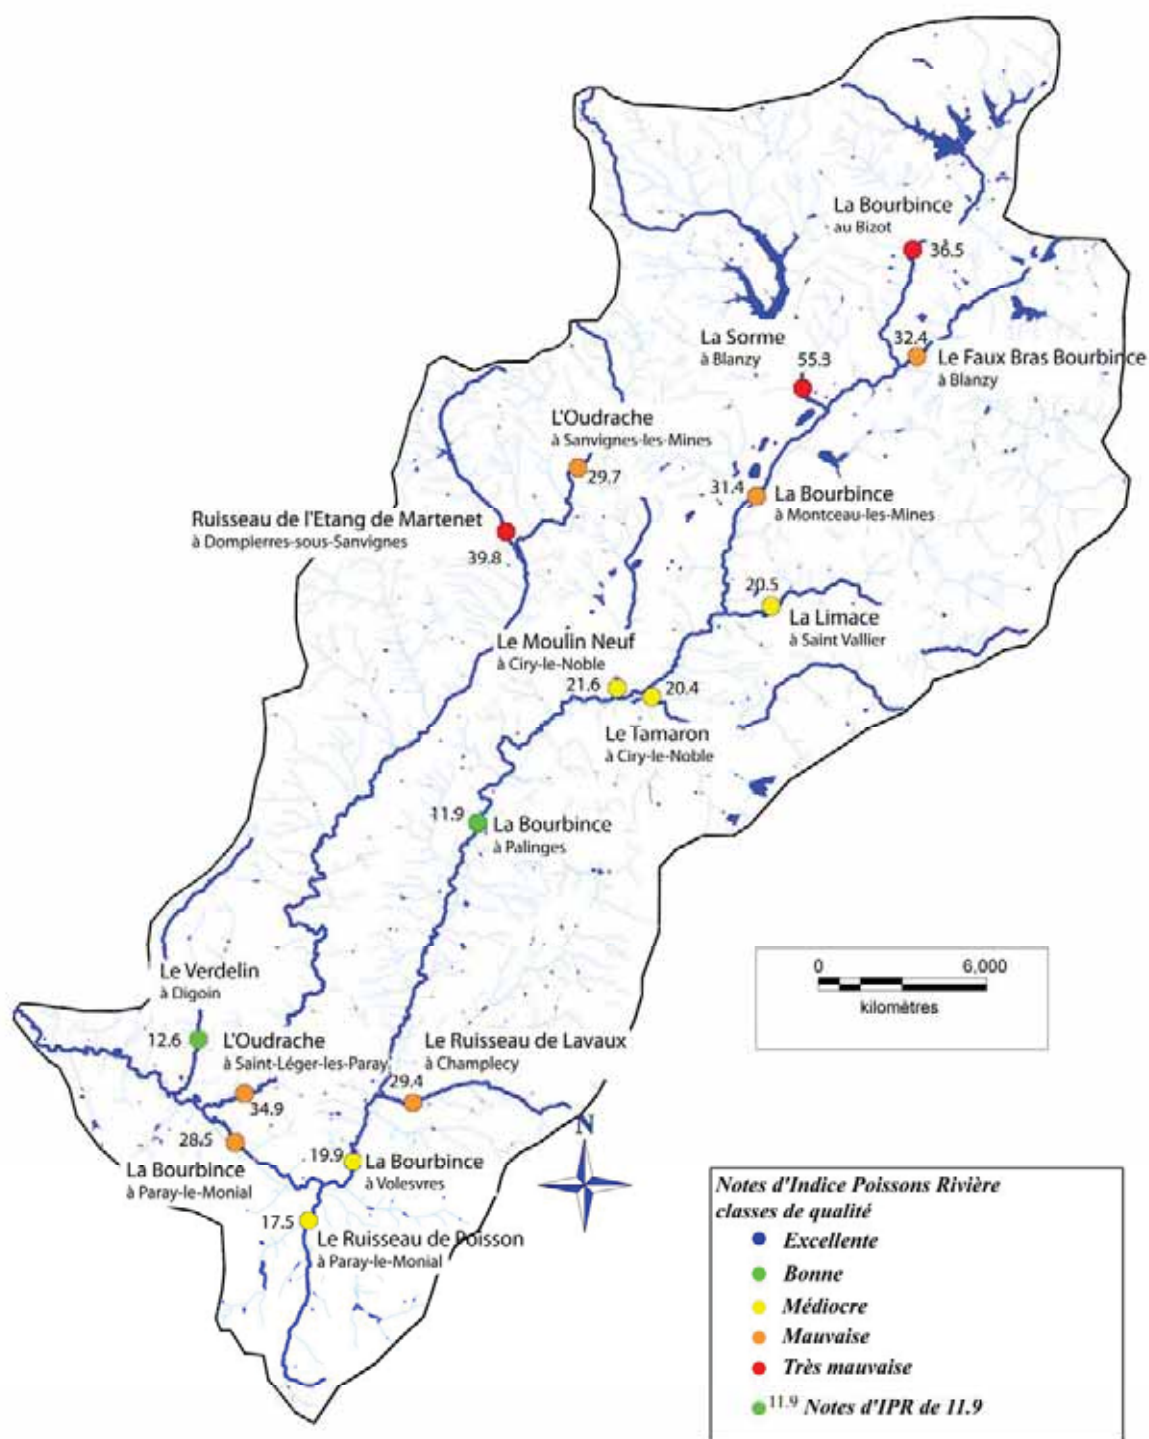 La Bourbince
au Bizot
36.5
La Sorme
à Blanzy
55.3
32.4
Le Faux Bras Bourbince
à Blanzy
L'Oudrache
à Sanvignes-les-Mines
29.7
31.4
La Bourbince
à Montceau-les-Mines
Ruisseau de l'Etang de Martenet
à Dompierres-sous-Sanvignes
39.8
20.5
La Limace
à Saint Vallier
Le Moulin Neuf
à Ciry-le-Noble
21.6
20.4
Le Tamaron
à Ciry-le-Noble
11.9
La Bourbince
à Palinges
0
6,000
kilomètres
Le Verdelin
à Digoin
12.6
L'Oudrache
à Saint-Léger-les-Paray
34.9
Le Ruisseau de Lavaux
à Champlecy
29.4
N
28.5
La Bourbince
à Paray-le-Monial
19.9
La Bourbince
à Volesvres
17.5
Le Ruisseau de Poisson
à Paray-le-Monial
Notes d'Indice Poissons Rivière
classes de qualité
Excellente
Bonne
Médiocre
Mauvaise
Très mauvaise
11.9 Notes d'IPR de 11.9